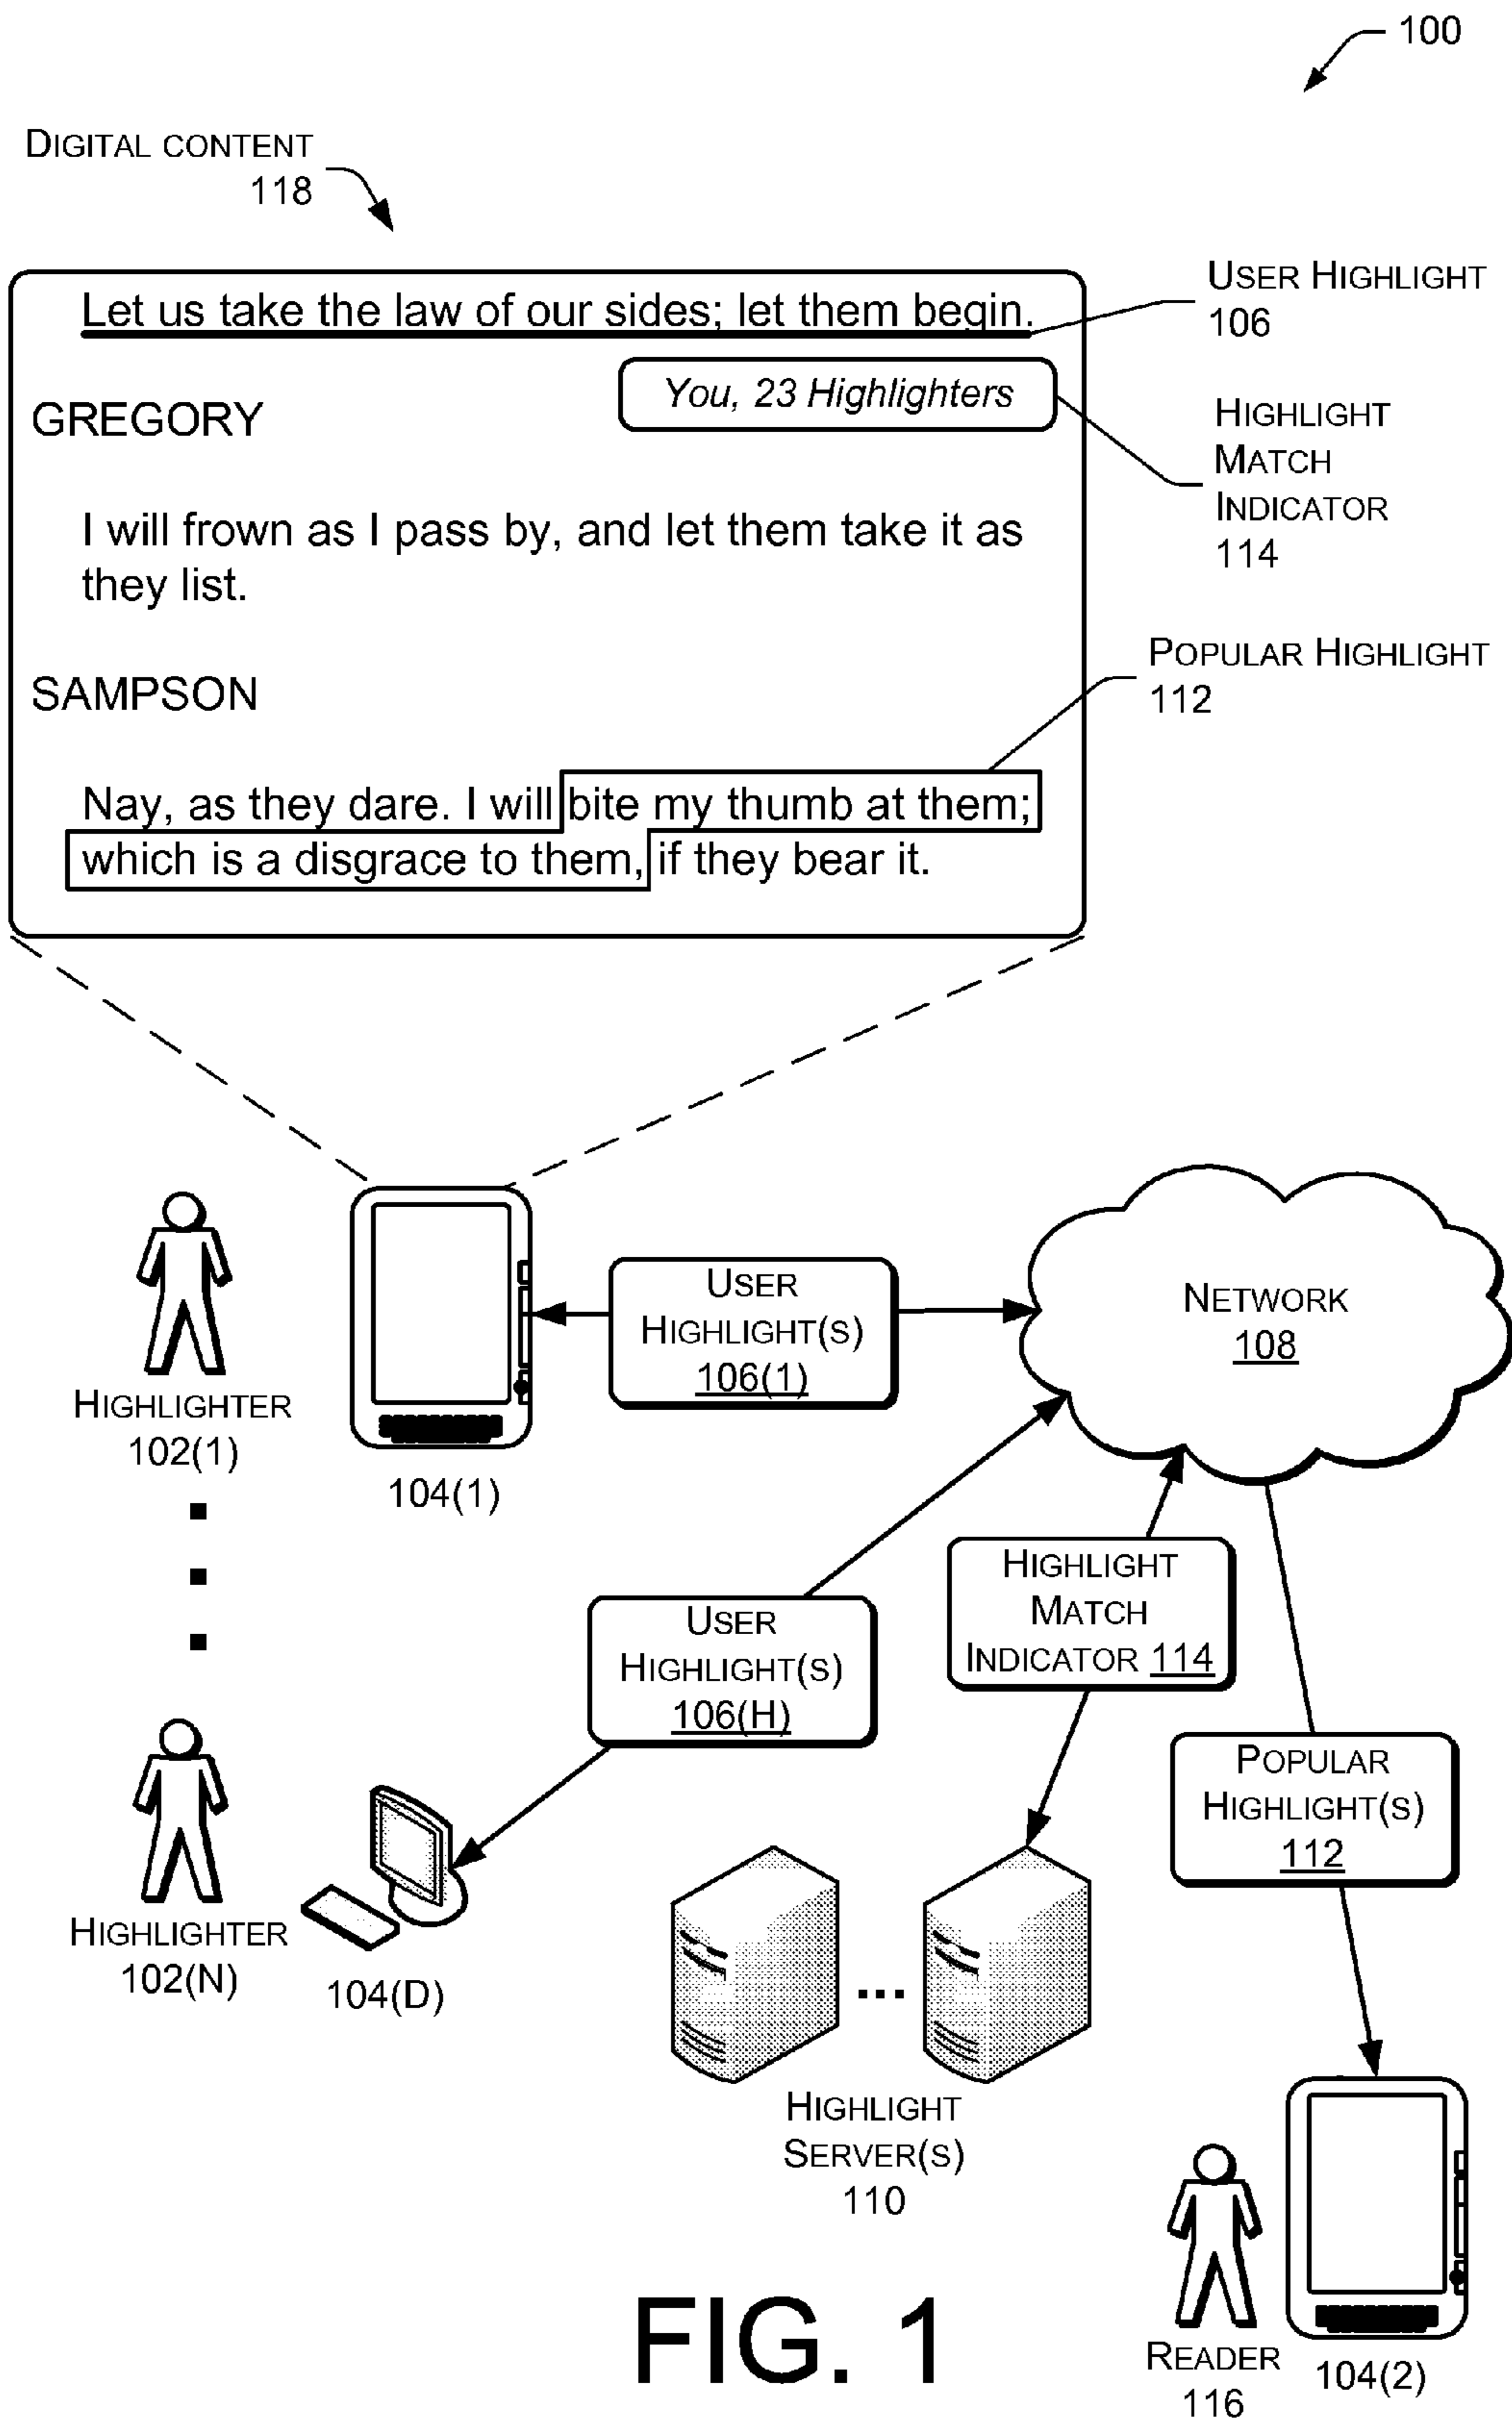 100
DIGITAL CONTENT
118
Let us take the law of our sides; let them begin.
USER HIGHLIGHT
106
You, 23 Highlighters
GREGORY
HIGHLIGHT
MATCH
INDICATOR
114
I will frown as I pass by, and let them take it as
they list.
POPULAR HIGHLIGHT
112
SAMPSON
Nay, as they dare. I will bite my thumb at them;
which is a disgrace to them, if they bear it.
USER
HIGHLIGHT(S)
106(1)
NETWORK
108
HIGHLIGHTER
102(1)
104(1)
HIGHLIGHT
MATCH
INDICATOR 114
USER
HIGHLIGHT(S)
106(H)
POPULAR
HIGHLIGHT(S)
112
HIGHLIGHTER
102(N)
104(D)
...
HIGHLIGHT
SERVER(S)
110
READER
116
104(2)
FIG. 1